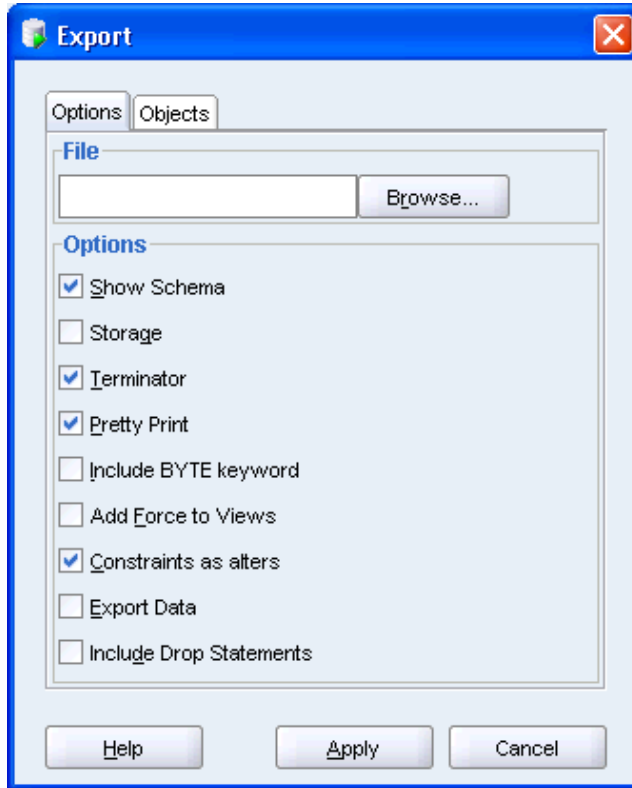 Export
Options Objects
File
Browse...
Options
Show Schema
Storage
Terminator
Pretty Print
Include BYTE keyword
Add Force to Views
Constraints as alters
Export Data
Include Drop Statements
Help Apply Cancel